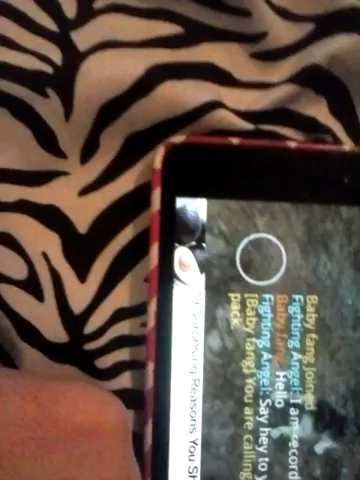 Baby fang joined
Fighting Angel: I am record
Baby fang: Hello
Fighting Angel: Say hey to y
[Baby fang] You are calling
pack.
Reasons You Sh